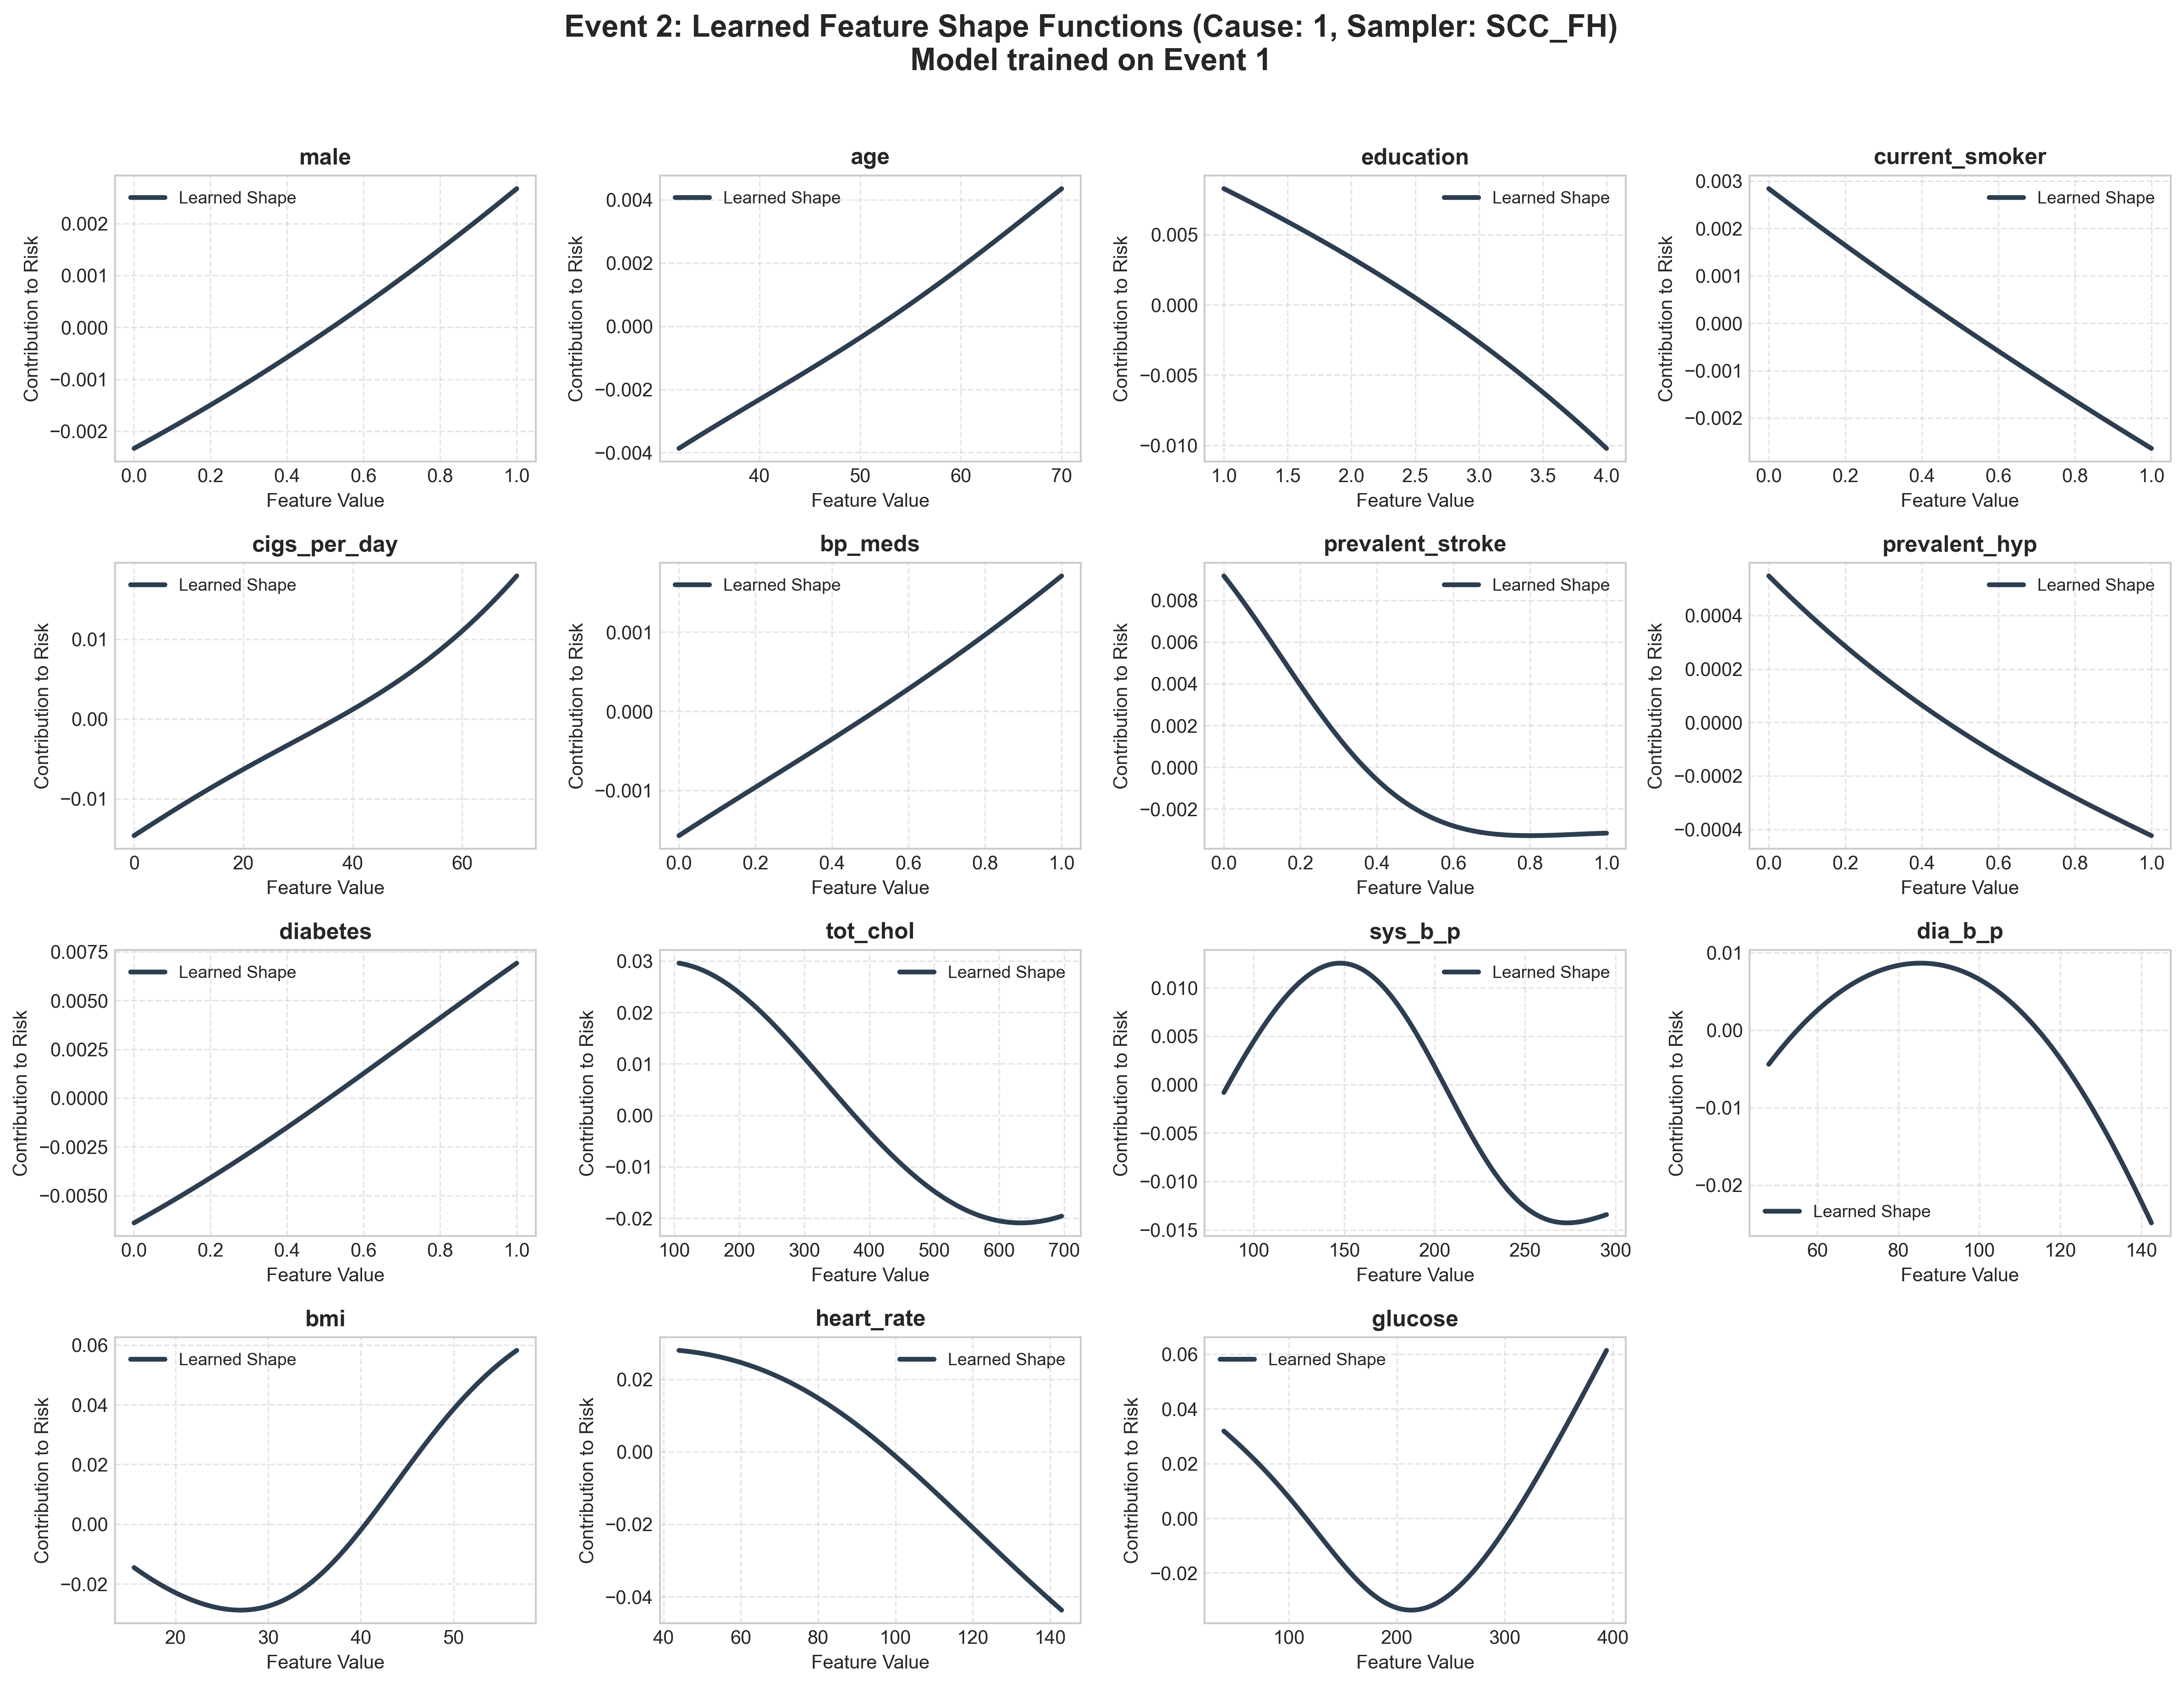 Event 2: Learned Feature Shape Functions (Cause: 1, Sampler: SCC_FH)
Model trained on Event 1
male
Learned Shape
Contribution to Risk
0.002
0.001
0.000
−0.001
−0.002
0.0 0.2 0.4 0.6 0.8 1.0
Feature Value
age
Learned Shape
Contribution to Risk
0.004
0.002
0.000
−0.002
−0.004
40 50 60 70
Feature Value
education
Learned Shape
Contribution to Risk
0.005
0.000
−0.005
−0.010
1.0 1.5 2.0 2.5 3.0 3.5 4.0
Feature Value
current_smoker
Learned Shape
Contribution to Risk
0.003
0.002
0.001
0.000
−0.001
−0.002
0.0 0.2 0.4 0.6 0.8 1.0
Feature Value
cigs_per_day
Learned Shape
Contribution to Risk
0.01
0.00
−0.01
0 20 40 60
Feature Value
bp_meds
Learned Shape
Contribution to Risk
0.001
0.000
−0.001
0.0 0.2 0.4 0.6 0.8 1.0
Feature Value
prevalent_stroke
Learned Shape
Contribution to Risk
0.008
0.006
0.004
0.002
0.000
−0.002
0.0 0.2 0.4 0.6 0.8 1.0
Feature Value
prevalent_hyp
Learned Shape
Contribution to Risk
0.0004
0.0002
0.0000
−0.0002
−0.0004
0.0 0.2 0.4 0.6 0.8 1.0
Feature Value
diabetes
Learned Shape
Contribution to Risk
0.0075
0.0050
0.0025
0.0000
−0.0025
−0.0050
0.0 0.2 0.4 0.6 0.8 1.0
Feature Value
tot_chol
Learned Shape
Contribution to Risk
0.03
0.02
0.01
0.00
−0.01
−0.02
100 200 300 400 500 600 700
Feature Value
sys_b_p
Learned Shape
Contribution to Risk
0.010
0.005
0.000
−0.005
−0.010
−0.015
100 150 200 250 300
Feature Value
dia_b_p
Learned Shape
Contribution to Risk
0.01
0.00
−0.01
−0.02
60 80 100 120 140
Feature Value
bmi
Learned Shape
Contribution to Risk
0.06
0.04
0.02
0.00
−0.02
20 30 40 50
Feature Value
heart_rate
Learned Shape
Contribution to Risk
0.02
0.00
−0.02
−0.04
40 60 80 100 120 140
Feature Value
glucose
Learned Shape
Contribution to Risk
0.06
0.04
0.02
0.00
−0.02
100 200 300 400
Feature Value